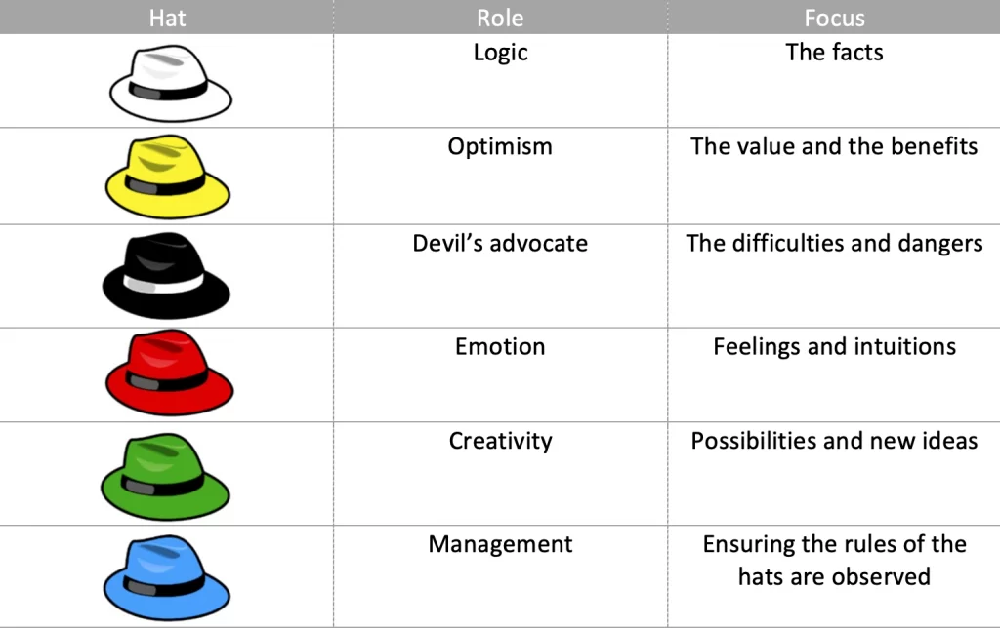 Hat Role Focus
Logic The facts
Optimism The value and the benefits
Devil’s advocate The difficulties and dangers
Emotion Feelings and intuitions
Creativity Possibilities and new ideas
Management Ensuring the rules of the
hats are observed